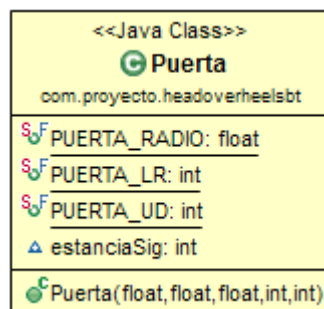 <<Java Class>>
Puerta
com.proyecto.headoverheelsbt
PUERTA_RADIO: float
PUERTA_LR: int
PUERTA_UD: int
estanciaSig: int
Puerta(float,float,float,int,int)